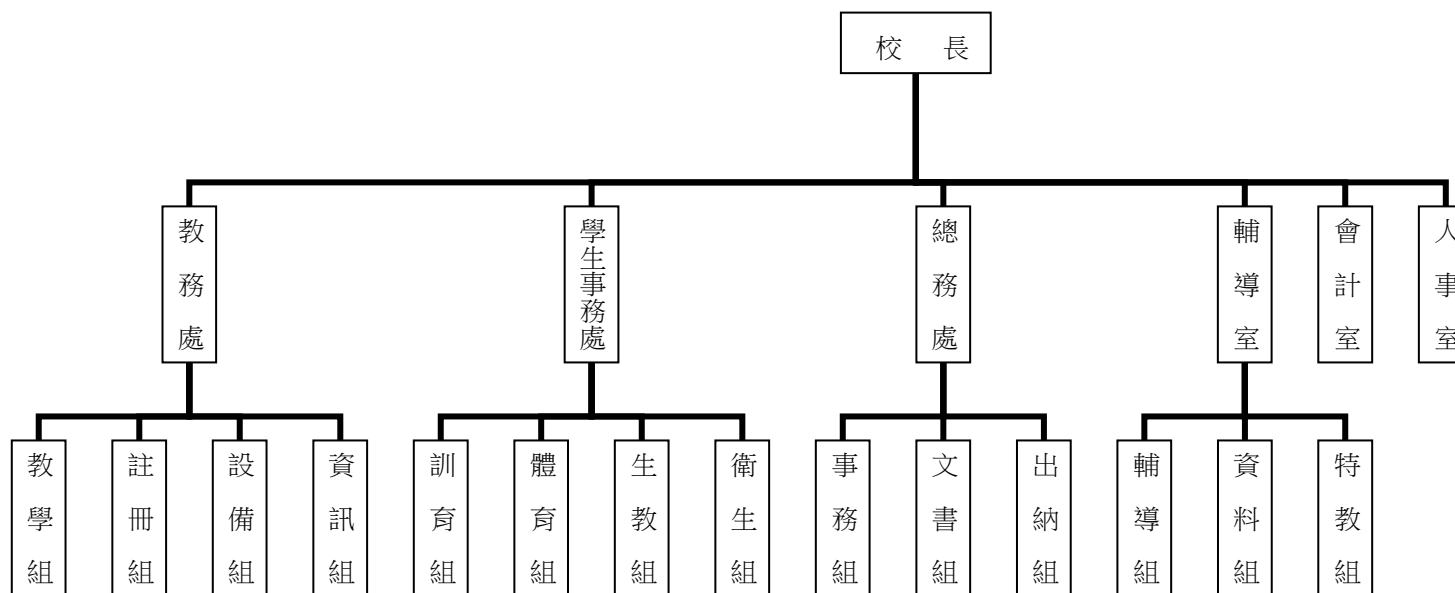 校 長
教務處
學生事務處
總務處
輔導室
會計室
人事室
教學組
註冊組
設備組
資訊組
訓育組
體育組
生教組
衛生組
事務組
文書組
出納組
輔導組
資料組
特教組